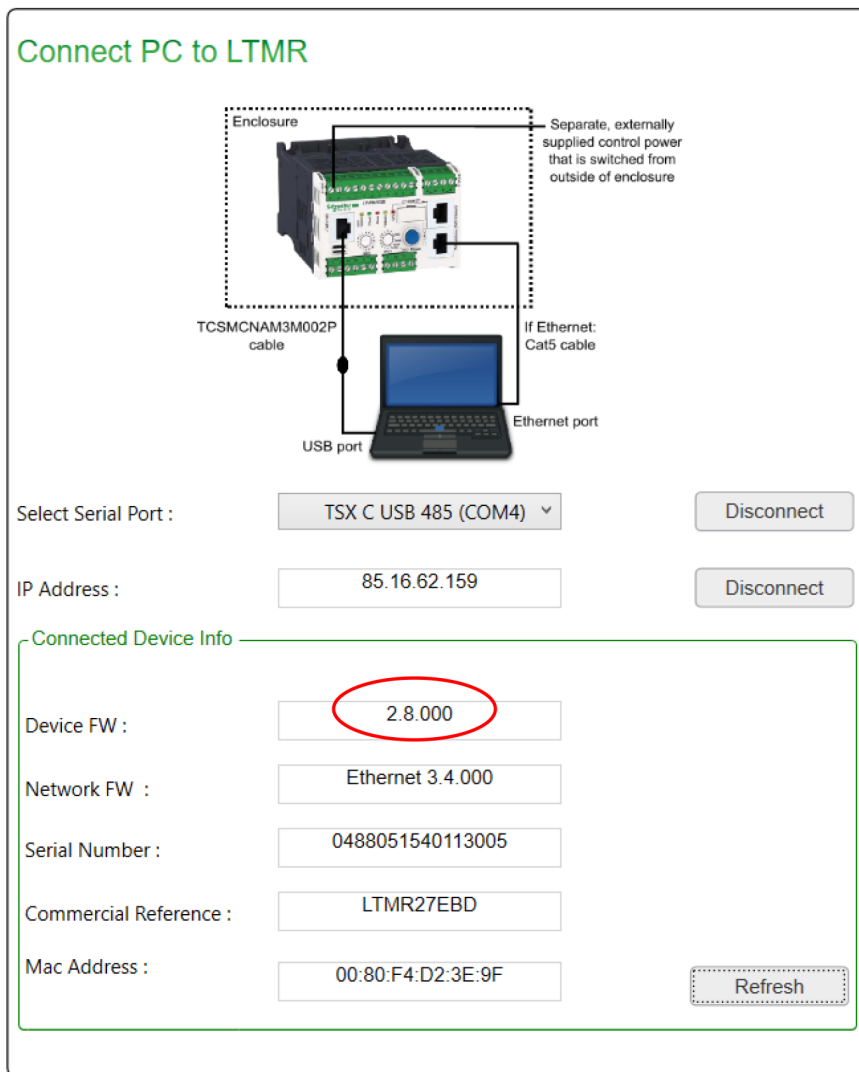 Connect PC to LTMR
Enclosure
Separate, externally
supplied control power
that is switched from
outside of enclosure
TCSMCNAM3M002P
cable
If Ethernet:
Cat5 cable
Ethernet port
USB port
Select Serial Port :
TSX C USB 485 (COM4)
Disconnect
IP Address :
85.16.62.159
Disconnect
Connected Device Info
Device FW :
2.8.000
Network FW :
Ethernet 3.4.000
Serial Number :
0488051540113005
Commercial Reference :
LTMR27EBD
Mac Address :
00:80:F4:D2:3E:9F
Refresh